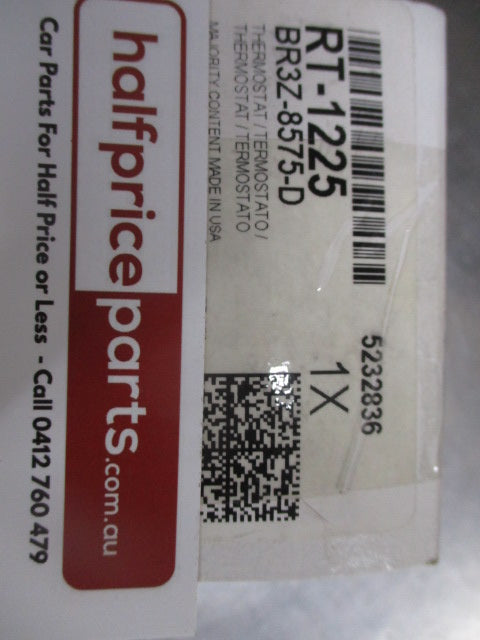 RT-1225
BR3Z-8575-D
THERMOSTAT / TERMOSTATO /
THERMOSTAT / TERMOSTATO
MAJORITY CONTENT MADE IN USA
5232836
1X
halfpriceparts.com.au
Car Parts For Half Price or Less - Call 0412 760 479